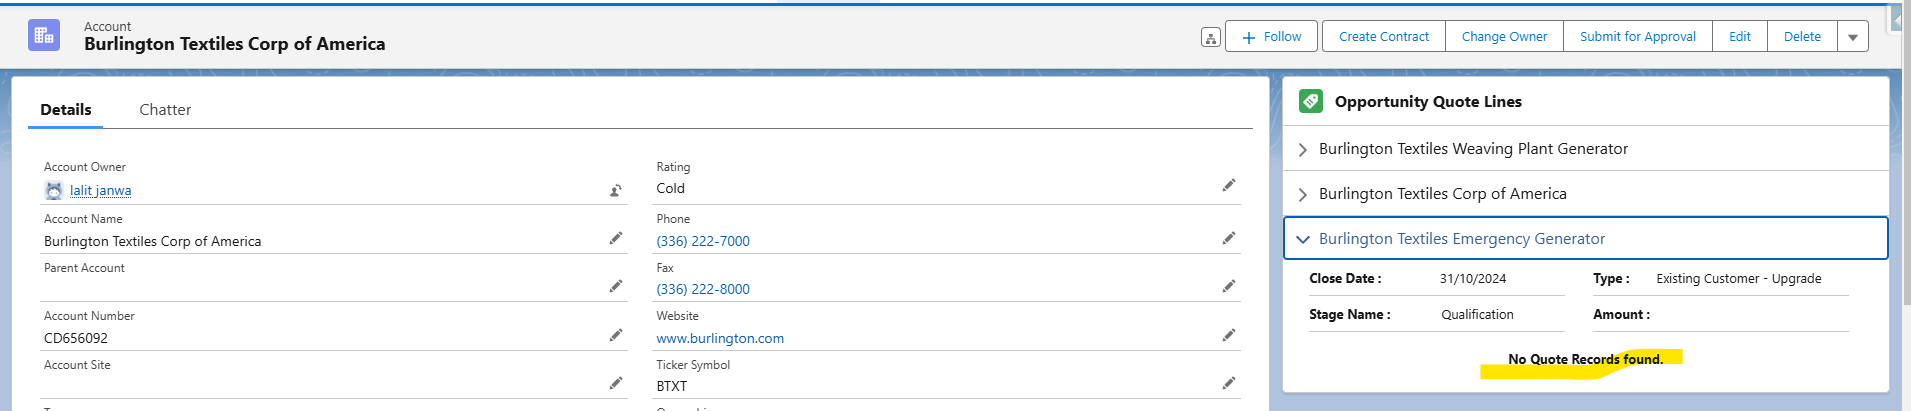 Account
Burlington Textiles Corp of America
Follow
Create Contract
Change Owner
Submit for Approval
Edit
Delete
Details
Chatter
Account Owner
lalit janwa
Rating
Cold
Account Name
Burlington Textiles Corp of America
Phone
(336) 222-7000
Parent Account
Fax
(336) 222-8000
Account Number
CD656092
Website
www.burlington.com
Account Site
Ticker Symbol
BTXT
Opportunity Quote Lines
Burlington Textiles Weaving Plant Generator
Burlington Textiles Corp of America
Burlington Textiles Emergency Generator
Close Date : 31/10/2024
Type : Existing Customer - Upgrade
Stage Name : Qualification
Amount :
No Quote Records found.